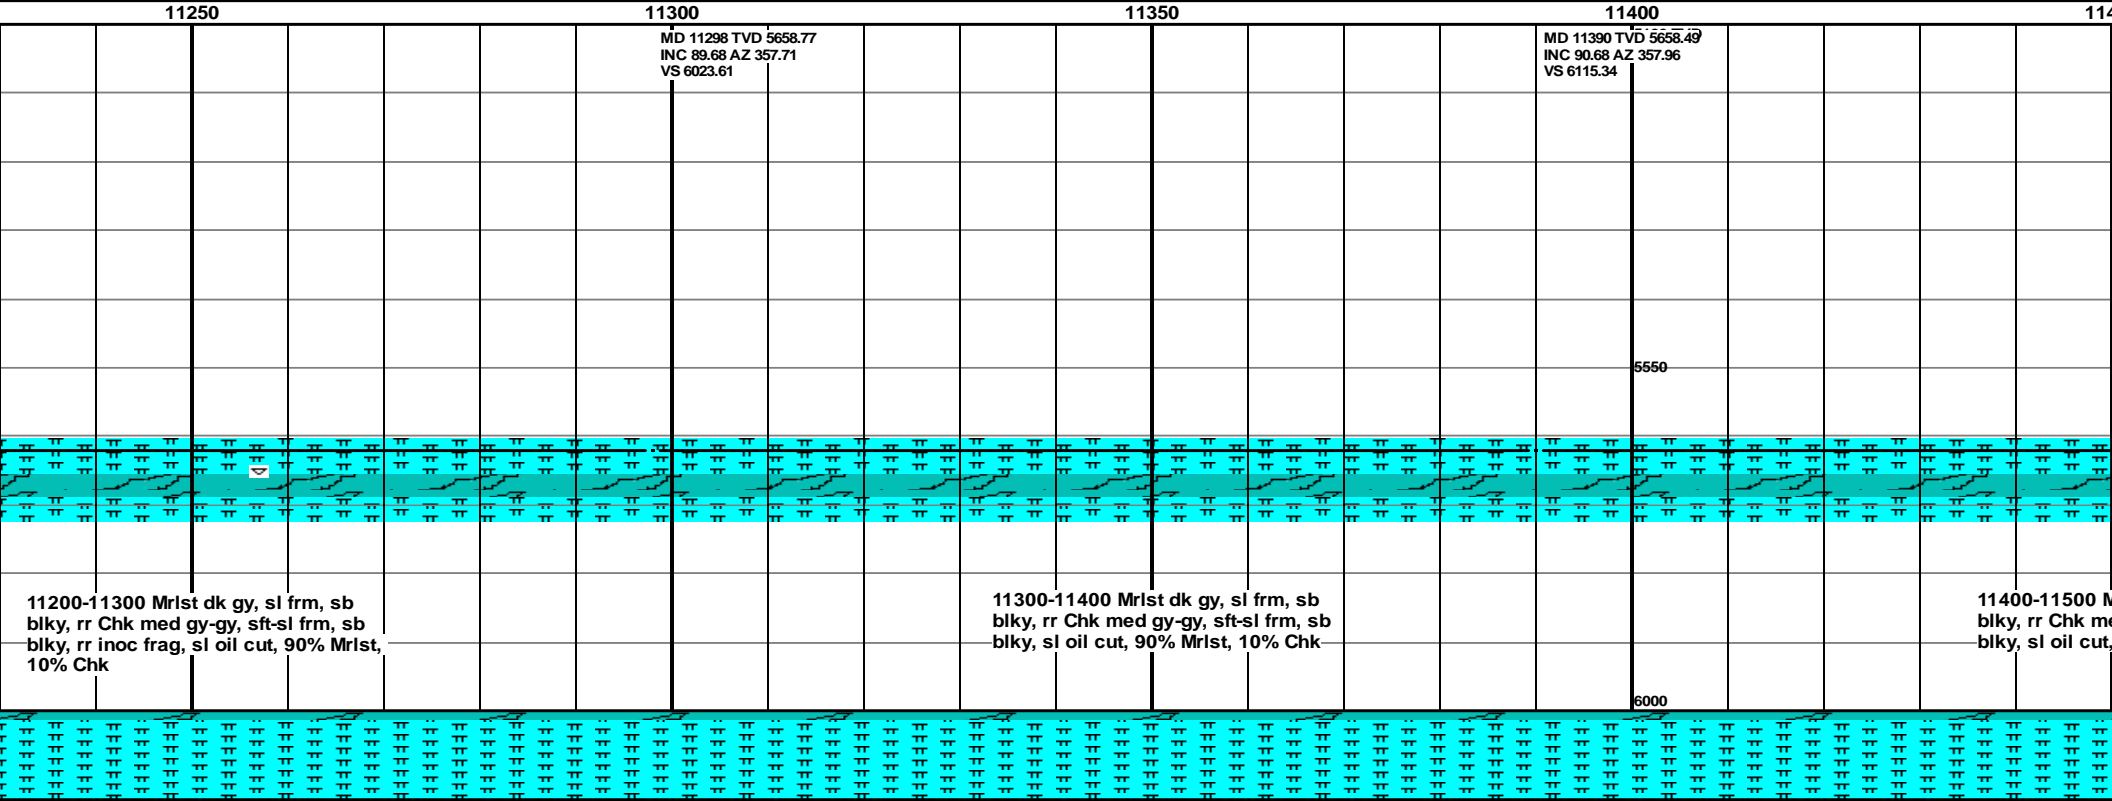 11250
11300
11350
11400
MD 11298 TVD 5658.77
INC 89.68 AZ 357.71
VS 6023.61
MD 11390 TVD 5658.49
INC 90.68 AZ 357.96
VS 6115.34
5550
11200-11300 Mrlst dk gy, sl frm, sb
blky, rr Chk med gy-gy, sft-sl frm, sb
blky, rr inoc frag, sl oil cut, 90% Mrlst,
10% Chk
11300-11400 Mrlst dk gy, sl frm, sb
blky, rr Chk med gy-gy, sft-sl frm, sb
blky, sl oil cut, 90% Mrlst, 10% Chk
11400-11500
blky, rr Chk
blky, sl oil cut,
6000